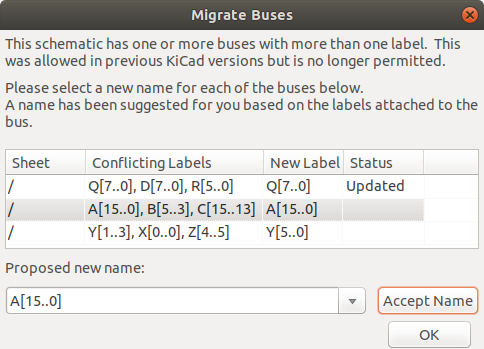 Migrate Buses
This schematic has one or more buses with more than one label.  This
was allowed in previous KiCad versions but is no longer permitted.
Please select a new name for each of the buses below.
A name has been suggested for you based on the labels attached to the
bus.
Sheet Conflicting Labels New Label Status
/ Q[7..0], D[7..0], R[5..0] Q[7..0] Updated
/ A[15..0], B[5..3], C[15..13] A[15..0]
/ Y[1..3], X[0..0], Z[4..5] Y[5..0]
Proposed new name:
A[15..0] Accept Name
OK